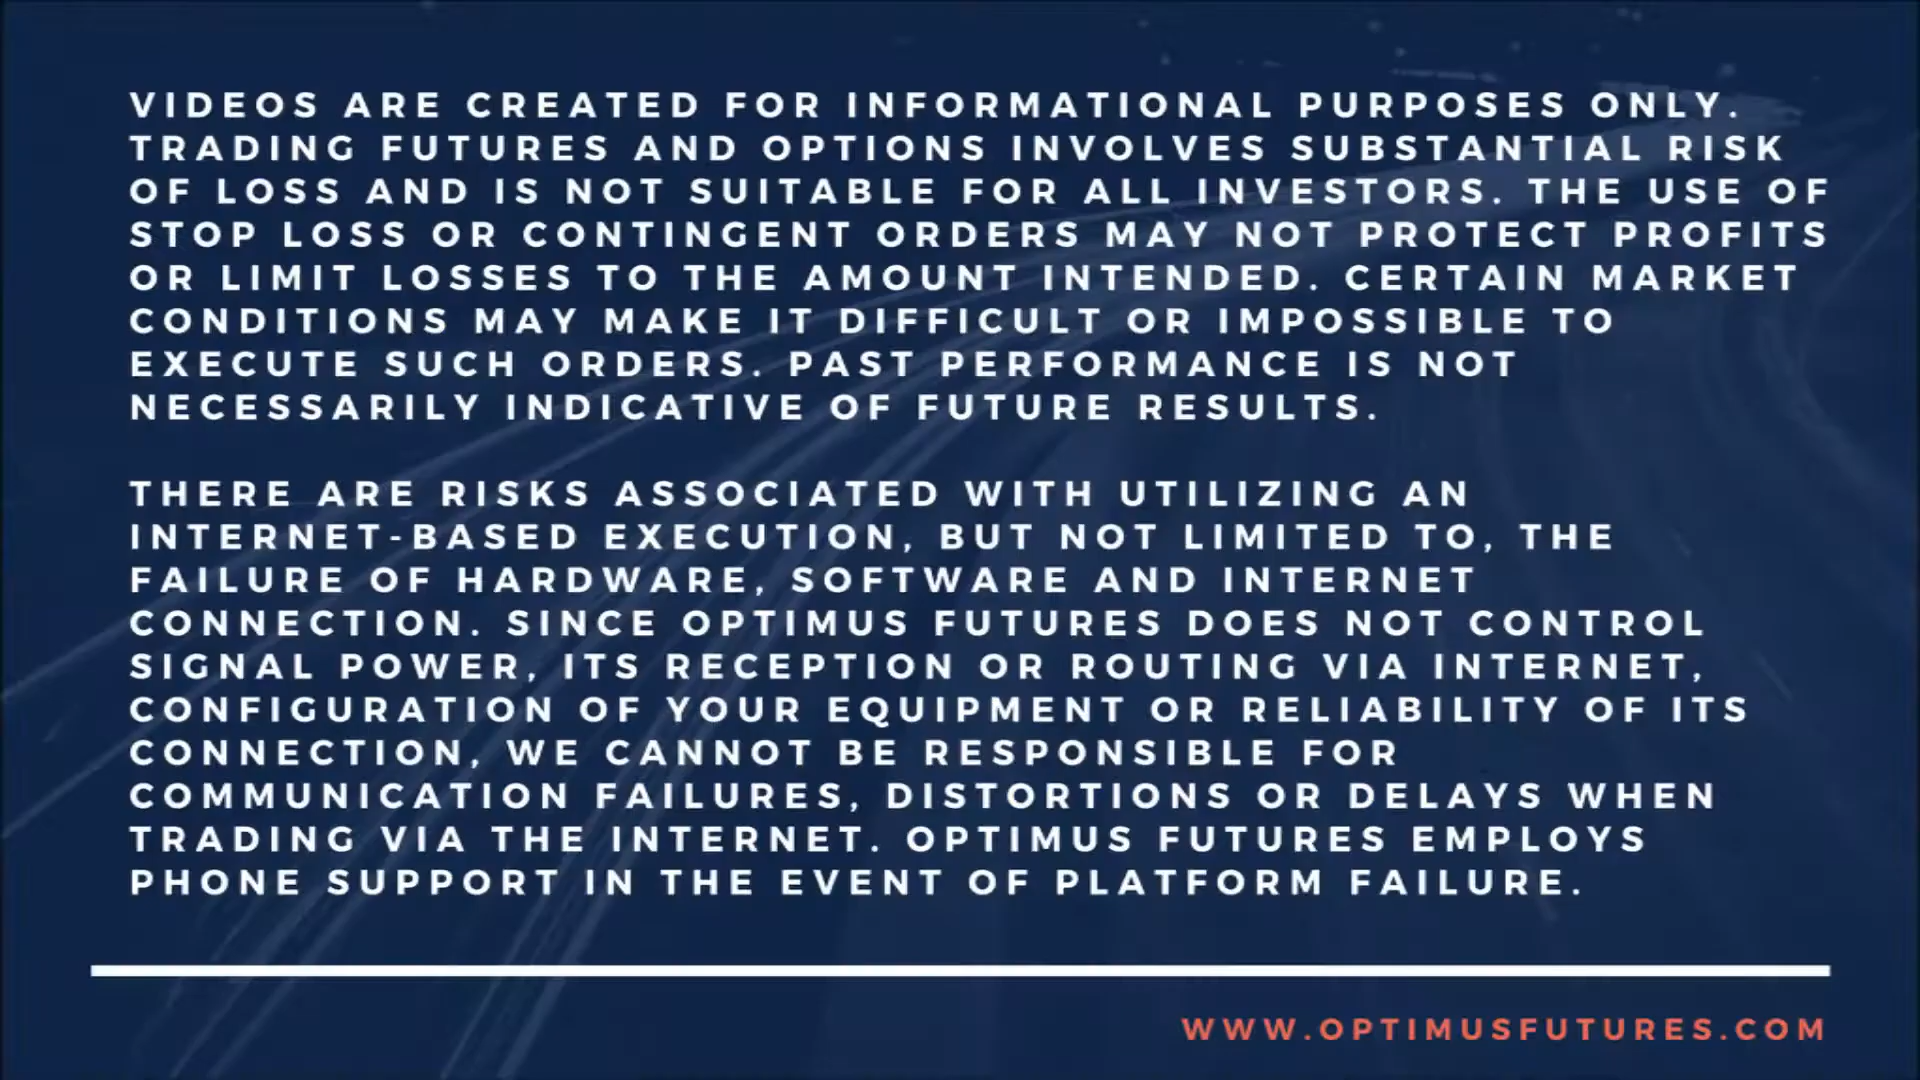 VIDEOS ARE CREATED FOR INFORMATIONAL PURPOSES ONLY.
TRADING FUTURES AND OPTIONS INVOLVES SUBSTANTIAL RISK
OF LOSS AND IS NOT SUITABLE FOR ALL INVESTORS. THE USE OF
STOP LOSS OR CONTINGENT ORDERS MAY NOT PROTECT PROFITS
OR LIMIT LOSSES TO THE AMOUNT INTENDED. CERTAIN MARKET
CONDITIONS MAY MAKE IT DIFFICULT OR IMPOSSIBLE TO
EXECUTE SUCH ORDERS. PAST PERFORMANCE IS NOT
NECESSARILY INDICATIVE OF FUTURE RESULTS.
THERE ARE RISKS ASSOCIATED WITH UTILIZING AN
INTERNET-BASED EXECUTION, BUT NOT LIMITED TO, THE
FAILURE OF HARDWARE, SOFTWARE AND INTERNET
CONNECTION. SINCE OPTIMUS FUTURES DOES NOT CONTROL
SIGNAL POWER, ITS RECEPTION OR ROUTING VIA INTERNET,
CONFIGURATION OF YOUR EQUIPMENT OR RELIABILITY OF ITS
CONNECTION, WE CANNOT BE RESPONSIBLE FOR
COMMUNICATION FAILURES, DISTORTIONS OR DELAYS WHEN
TRADING VIA THE INTERNET. OPTIMUS FUTURES EMPLOYS
PHONE SUPPORT IN THE EVENT OF PLATFORM FAILURE.
WWW.OPTIMUSFUTURES.COM